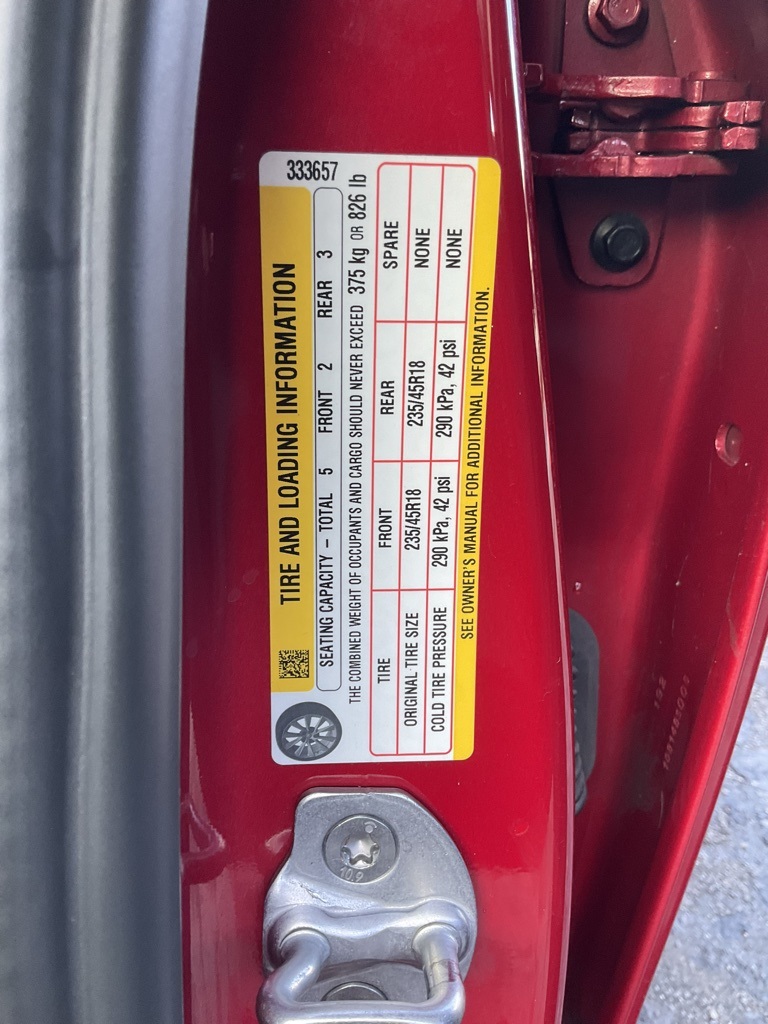 333657
TIRE AND LOADING INFORMATION
SEATING CAPACITY – TOTAL 5 FRONT 2 REAR 3
THE COMBINED WEIGHT OF OCCUPANTS AND CARGO SHOULD NEVER EXCEED 375 kg OR 826 lb
TIRE FRONT REAR SPARE
ORIGINAL TIRE SIZE 235/45R18 235/45R18 NONE
COLD TIRE PRESSURE 290 kPa, 42 psi 290 kPa, 42 psi NONE
SEE OWNER'S MANUAL FOR ADDITIONAL INFORMATION.
10.9
192